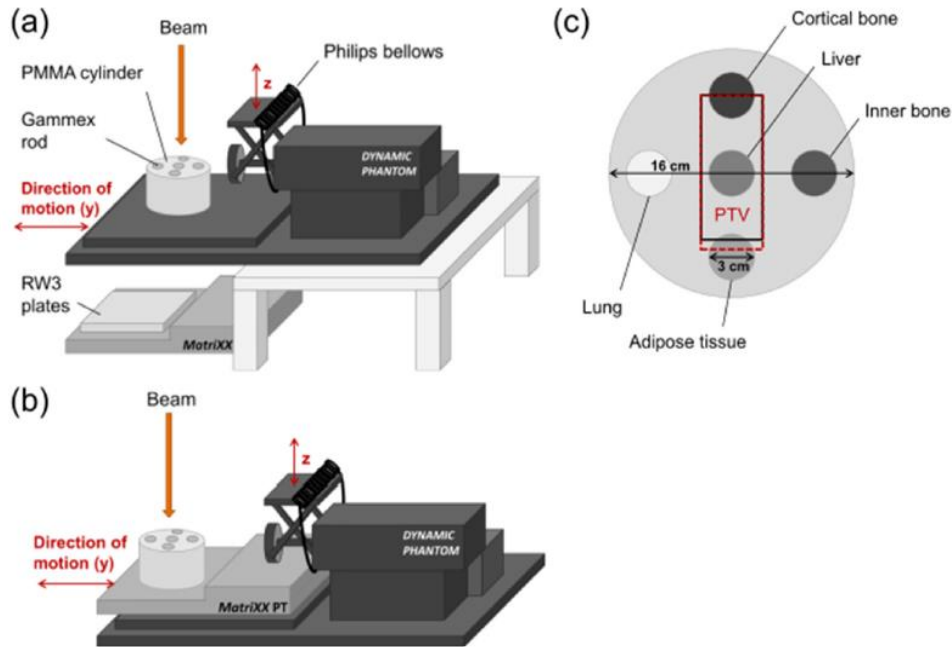 (a)
Beam
Philips bellows
PMMA cylinder
z
Gammex
rod
DYNAMIC
PHANTOM
Direction of
motion (y)
RW3
plates
MatriXX
(b)
Beam
z
DYNAMIC
PHANTOM
Direction of
motion (y)
MatriXX PT
(c)
Cortical bone
Liver
Inner bone
16 cm
PTV
3 cm
Lung
Adipose tissue